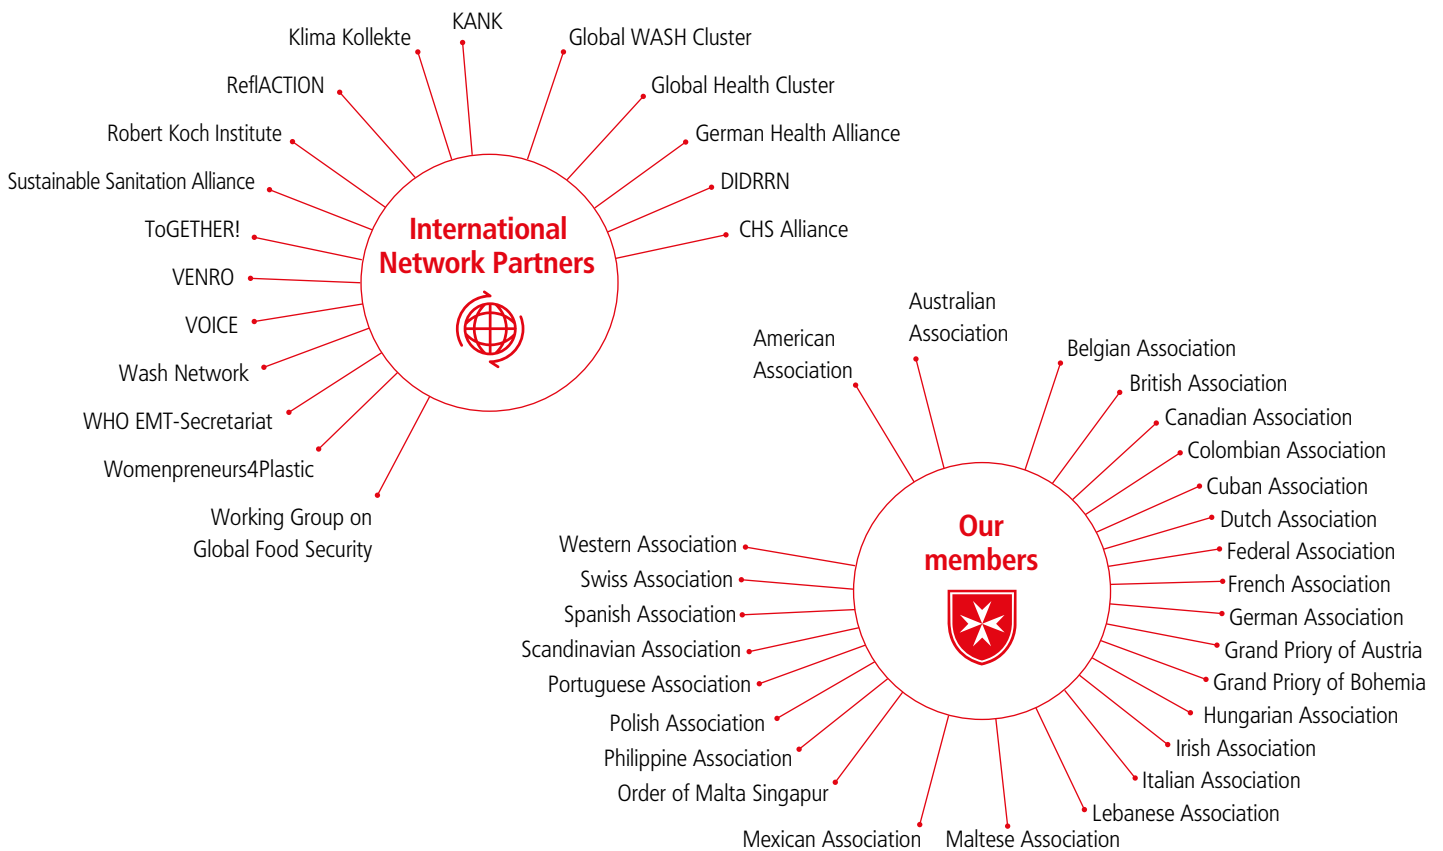 International
Network Partners
KANK
Klima Kollekte
Global WASH Cluster
ReflACTION
Global Health Cluster
Robert Koch Institute
German Health Alliance
Sustainable Sanitation Alliance
DIDRRN
ToGETHER!
CHS Alliance
VENRO
VOICE
Wash Network
WHO EMT-Secretariat
Womenpreneurs4Plastic
Working Group on
Global Food Security
Our
members
American
Association
Australian
Association
Belgian Association
British Association
Canadian Association
Colombian Association
Cuban Association
Dutch Association
Federal Association
French Association
German Association
Grand Priory of Austria
Grand Priory of Bohemia
Hungarian Association
Irish Association
Italian Association
Lebanese Association
Maltese Association
Mexican Association
Order of Malta Singapur
Philippine Association
Polish Association
Portuguese Association
Scandinavian Association
Spanish Association
Swiss Association
Western Association